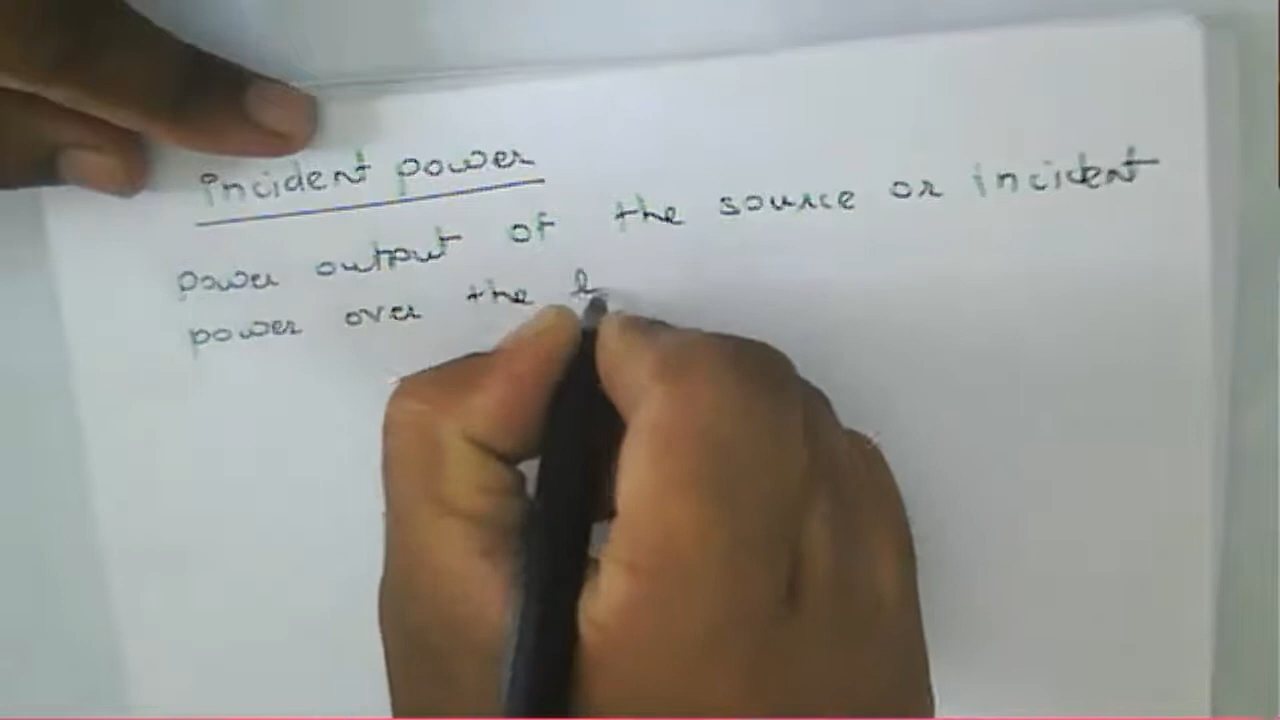 incident power
power output of the source or incident
power over the l